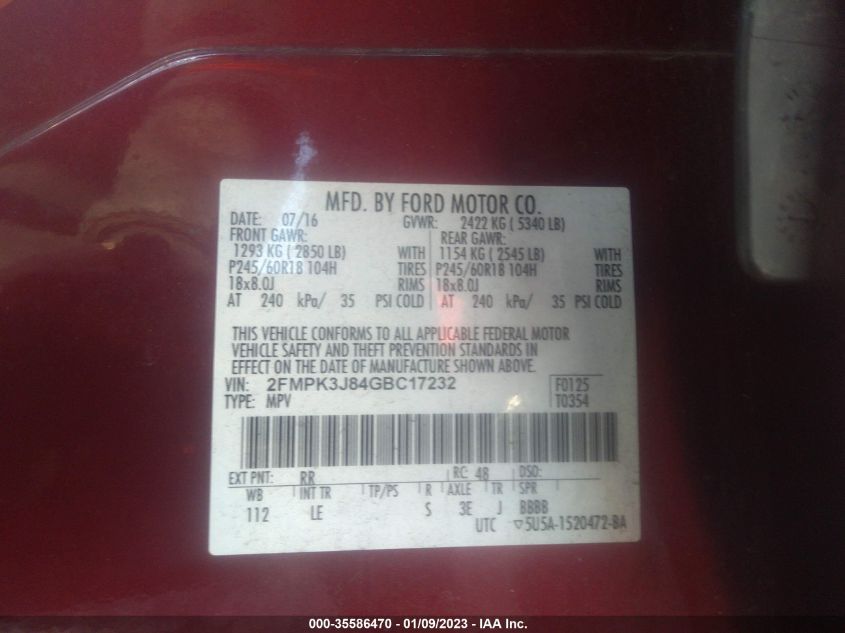 MFD. BY FORD MOTOR CO.
DATE: 07/16 GVWR: 2422 KG ( 5340 LB)
FRONT GAWR: REAR GAWR:
1293 KG ( 2850 LB) WITH 1154 KG ( 2545 LB) WITH
P245/60R18 104H TIRES P245/60R18 104H TIRES
18x8.0J RIMS 18x8.0J RIMS
AT 240 kPa/ 35 PSI COLD AT 240 kPa/ 35 PSI COLD
THIS VEHICLE CONFORMS TO ALL APPLICABLE FEDERAL MOTOR
VEHICLE SAFETY AND THEFT PREVENTION STANDARDS IN
EFFECT ON THE DATE OF MANUFACTURE SHOWN ABOVE.
VIN: 2FMPK3J84GBC17232 F0125
TYPE: MPV T0354
EXT PNT: RR RC: 48 DSO:
WB INT TR TP/PS R AXLE TR SPR
112 LE S 3E J BBBB
UTC ▽5U5A-1520472-BA
000-35586470 - 01/09/2023 - IAA Inc.